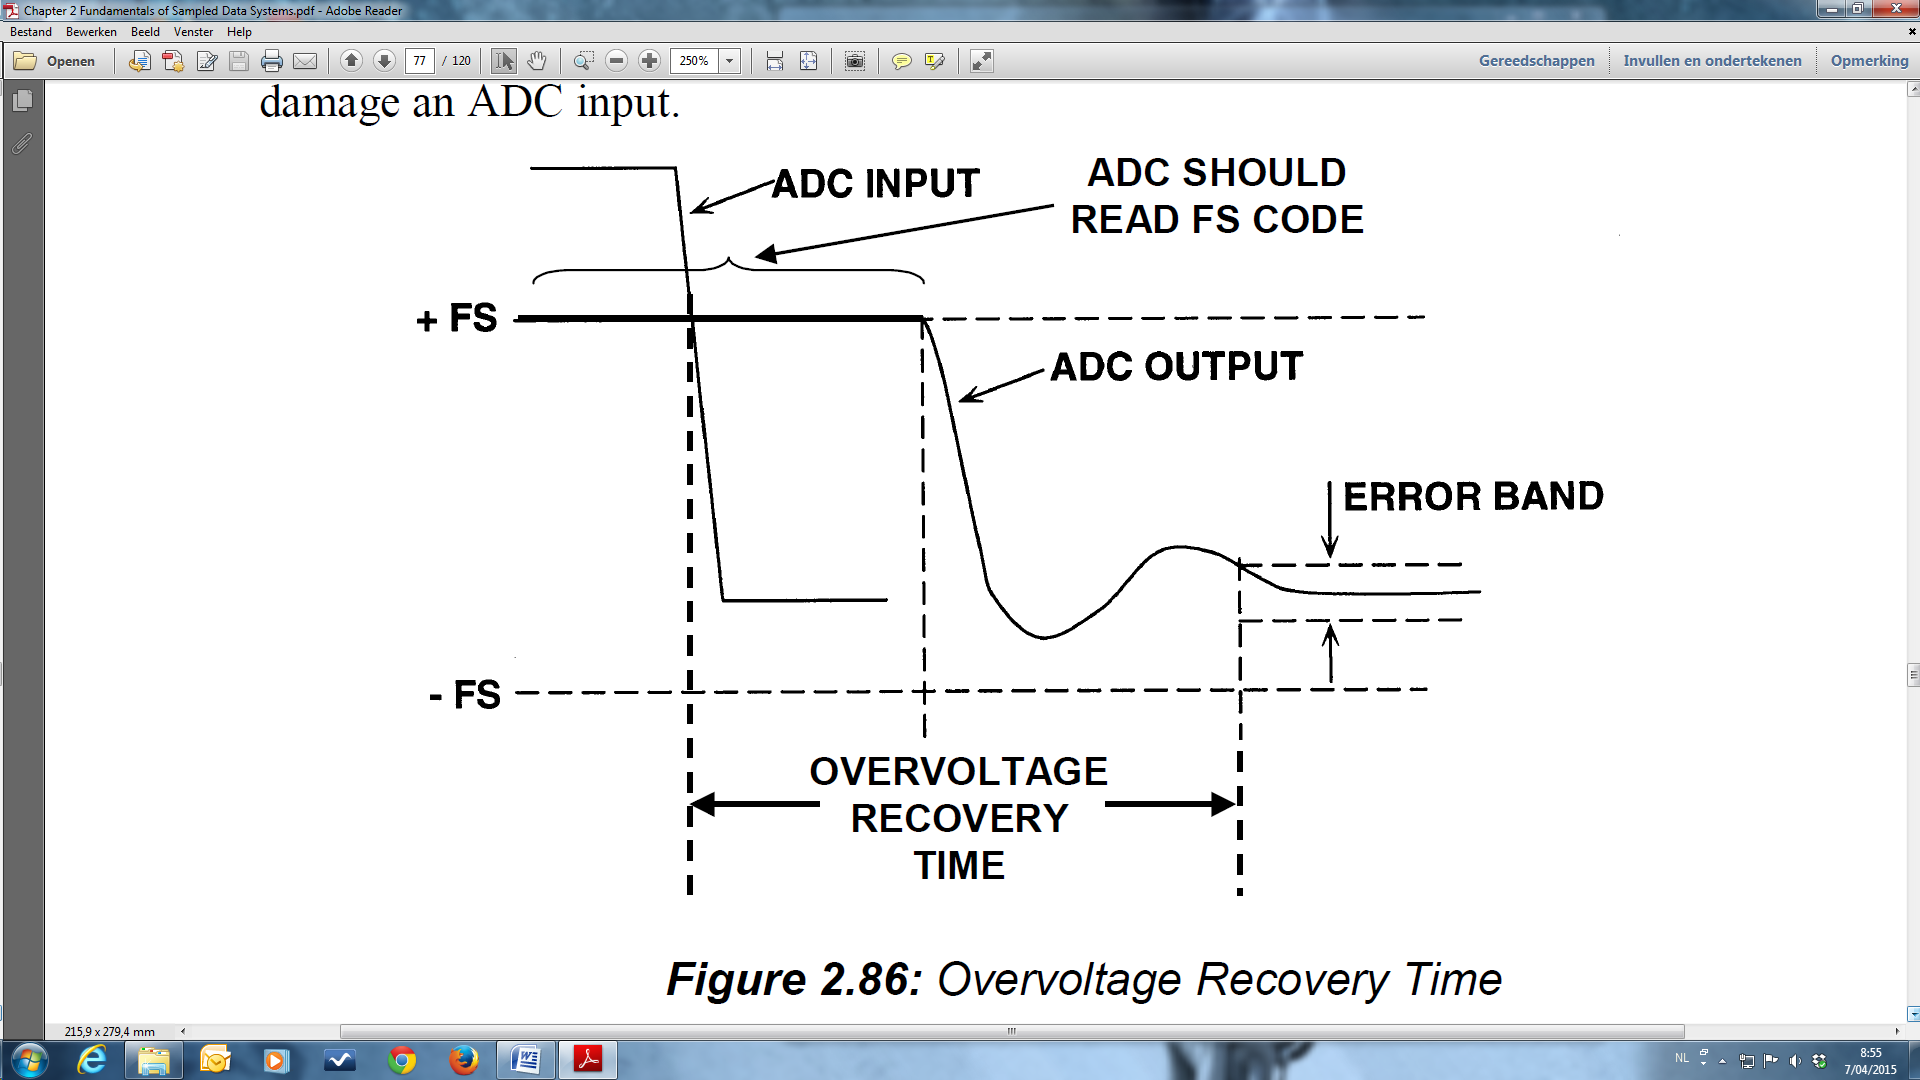 Chapter 2 Fundamentals of Sampled Data Systems.pdf - Adobe Reader
Bestand Bewerken Beeld Venster Help
Openen 77 / 120 250% Gereedschappen Invullen en ondertekenen Opmerking
damage an ADC input.
ADC INPUT
ADC SHOULD
READ FS CODE
+ FS
ADC OUTPUT
ERROR BAND
- FS
OVERVOLTAGE
RECOVERY
TIME
Figure 2.86: Overvoltage Recovery Time
215,9 x 279,4 mm
NL
8:55
7/04/2015